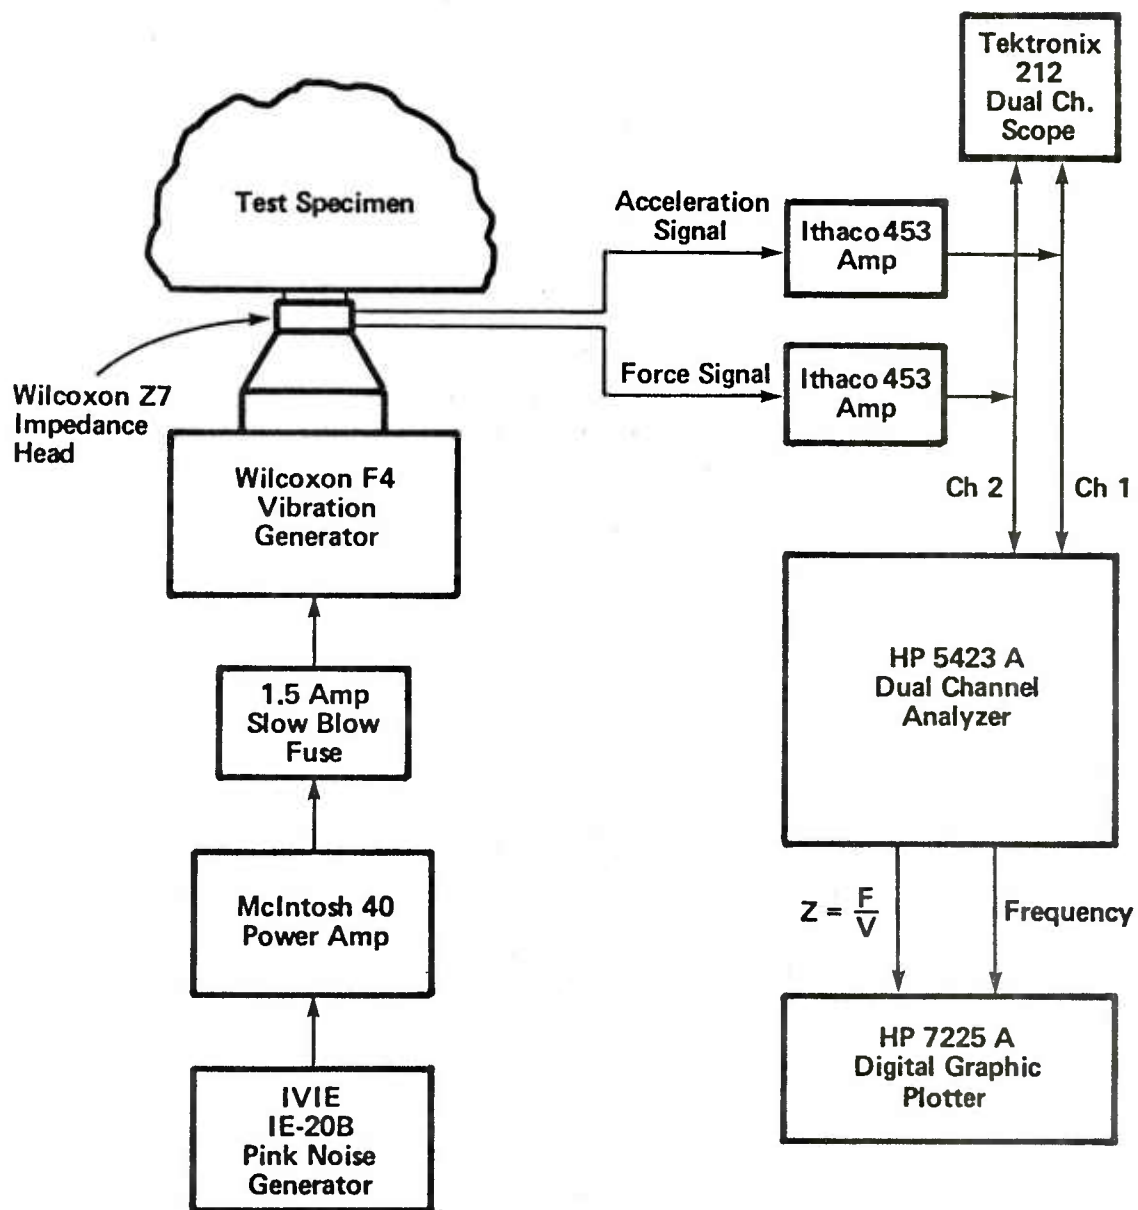 Tektronix
212
Dual Ch.
Scope
Test Specimen
Acceleration
Signal
Ithaco 453
Amp
Force Signal
Ithaco 453
Amp
Wilcoxon Z7
Impedance
Head
Wilcoxon F4
Vibration
Generator
Ch 2
Ch 1
1.5 Amp
Slow Blow
Fuse
HP 5423 A
Dual Channel
Analyzer
McIntosh 40
Power Amp
Z = F/V
Frequency
HP 7225 A
Digital Graphic
Plotter
IVIE
IE-20B
Pink Noise
Generator